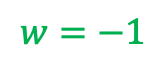 w = −1